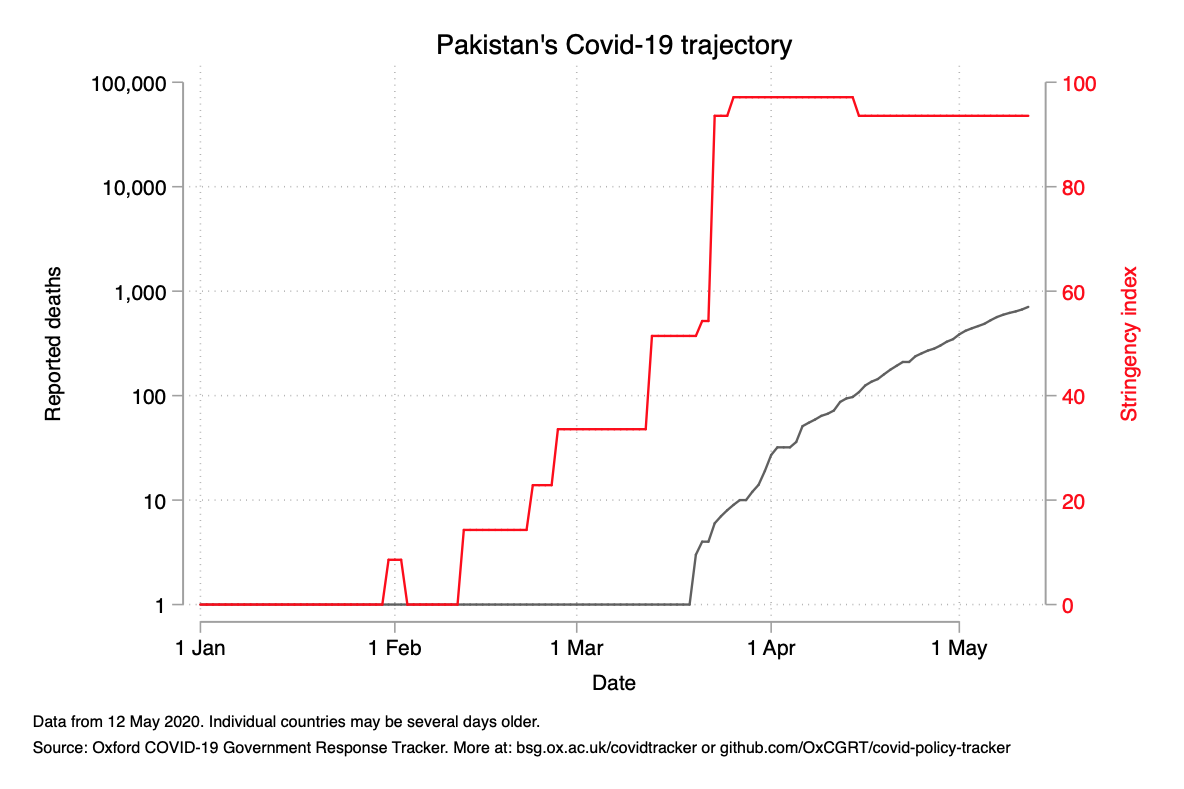 Pakistan's Covid-19 trajectory
100,000
10,000
1,000
100
10
1
Reported deaths
100
80
60
40
20
0
Stringency index
1 Jan
1 Feb
1 Mar
1 Apr
1 May
Date
Data from 12 May 2020. Individual countries may be several days older.
Source: Oxford COVID-19 Government Response Tracker. More at: bsg.ox.ac.uk/covidtracker or github.com/OxCGRT/covid-policy-tracker